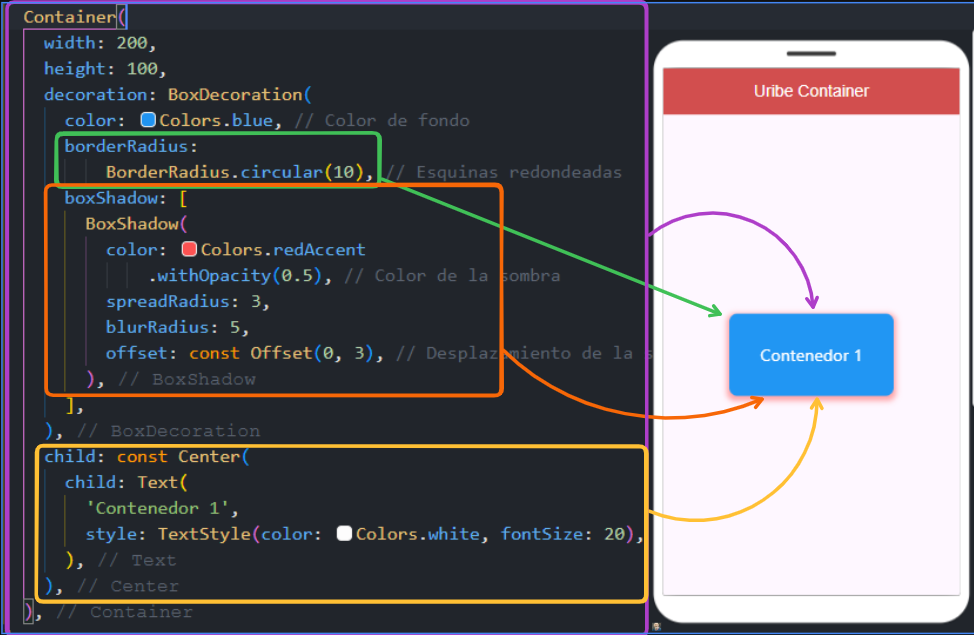 Container(
width: 200,
height: 100,
decoration: BoxDecoration(
color: Colors.blue, // Color de fondo
borderRadius:
BorderRadius.circular(10), // Esquinas redondeadas
boxShadow: [
BoxShadow(
color: Colors.redAccent
.withOpacity(0.5), // Color de la sombra
spreadRadius: 3,
blurRadius: 5,
offset: const Offset(0, 3), // Desplazamiento de la s
), // BoxShadow
],
), // BoxDecoration
child: const Center(
child: Text(
'Contenedor 1',
style: TextStyle(color: Colors.white, fontSize: 20),
), // Text
), // Center
), // Container
Uribe Container
Contenedor 1